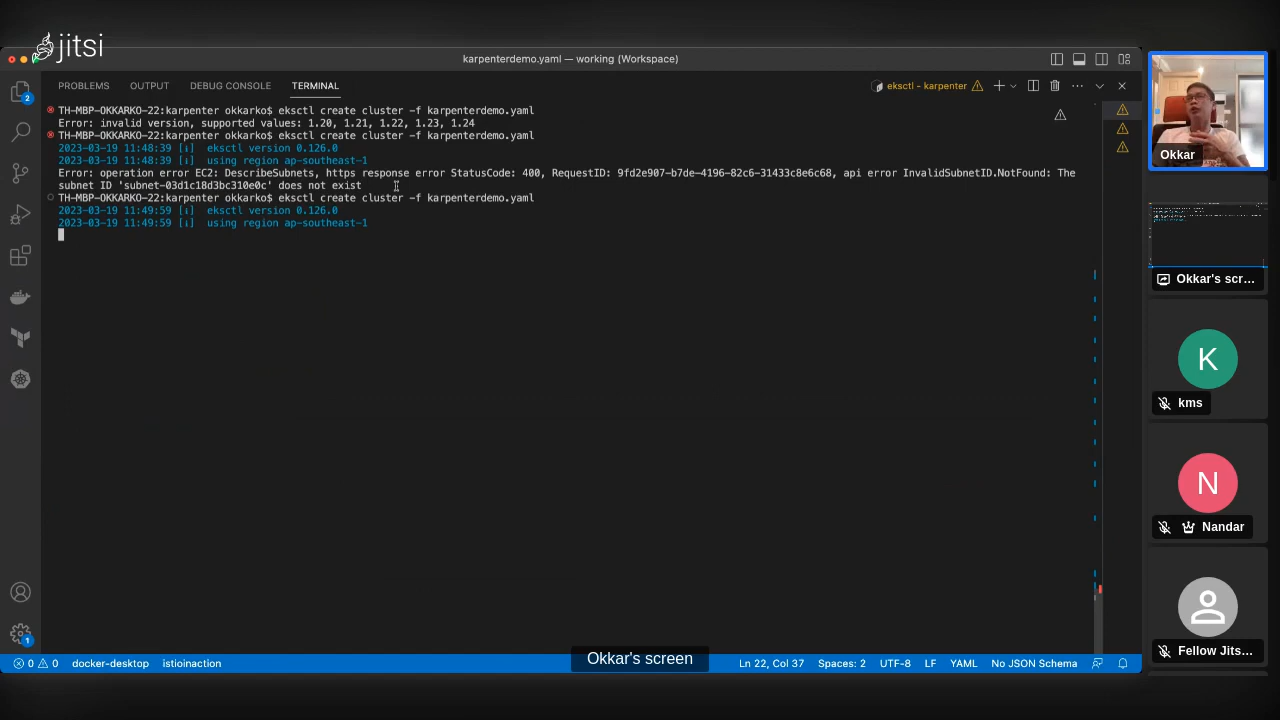 jitsi
karpenterdemo.yaml — working (Workspace)
PROBLEMS OUTPUT DEBUG CONSOLE TERMINAL
eksctl - karpenter
TH-MBP-OKKARKO-22:karpenter okkarko$ eksctl create cluster -f karpenterdemo.yaml
Error: invalid version, supported values: 1.20, 1.21, 1.22, 1.23, 1.24
TH-MBP-OKKARKO-22:karpenter okkarko$ eksctl create cluster -f karpenterdemo.yaml
2023-03-19 11:48:39 [ℹ]  eksctl version 0.126.0
2023-03-19 11:48:39 [ℹ]  using region ap-southeast-1
Error: operation error EC2: DescribeSubnets, https response error StatusCode: 400, RequestID: 9fd2e907-b7de-4196-82c6-31433c8e6c68, api error InvalidSubnetID.NotFound: The
subnet ID 'subnet-03d1c18d3bc310e0c' does not exist
TH-MBP-OKKARKO-22:karpenter okkarko$ eksctl create cluster -f karpenterdemo.yaml
2023-03-19 11:49:59 [ℹ]  eksctl version 0.126.0
2023-03-19 11:49:59 [ℹ]  using region ap-southeast-1
2
1
0 0 docker-desktop istioinaction
Ln 22, Col 37 Spaces: 2 UTF-8 LF YAML No JSON Schema
Okkar's screen
Okkar
Okkar's scr...
K
kms
N
Nandar
Fellow Jits...